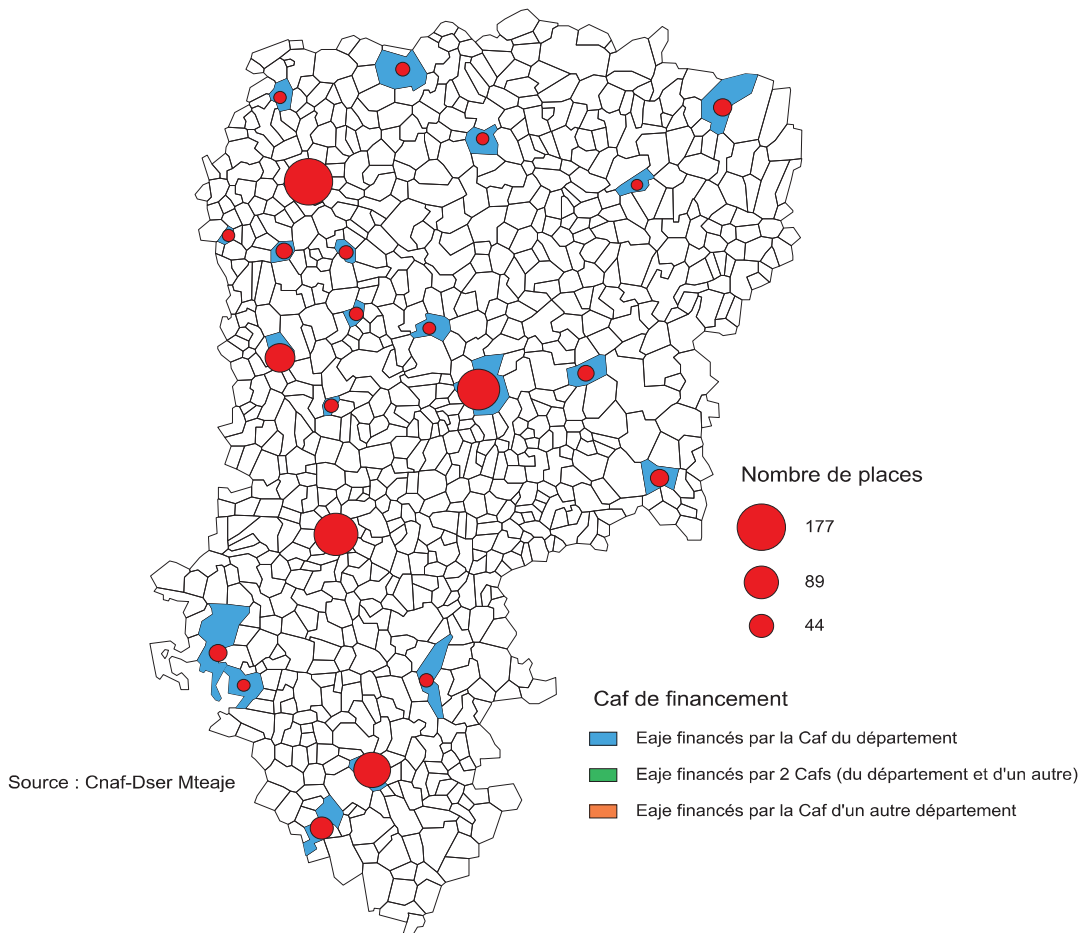 Nombre de places
177
89
44
Caf de financement
Eaje financés par la Caf du département
Eaje financés par 2 Cafs (du département et d'un autre)
Eaje financés par la Caf d'un autre département
Source : Cnaf-Dser Mteaje